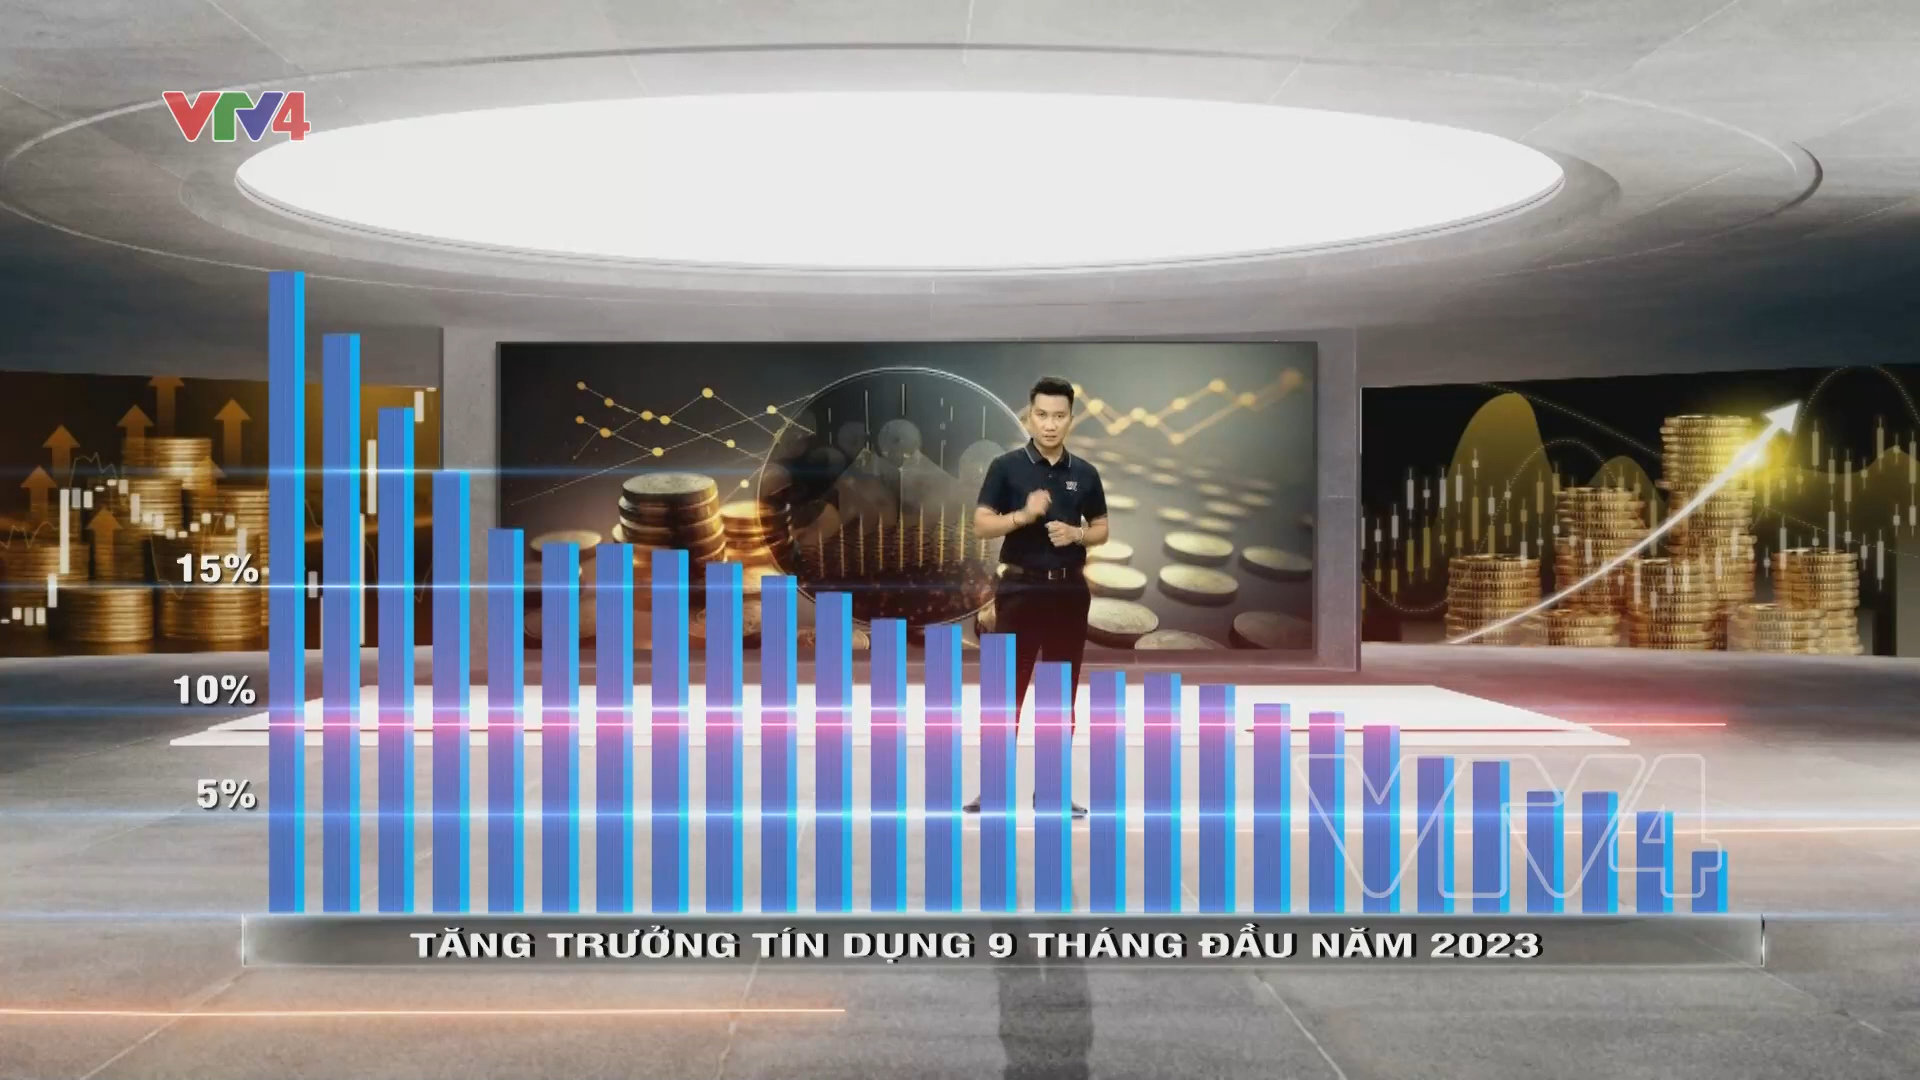 VTV4
15%
10%
5%
VTV4
TĂNG TRƯỞNG TÍN DỤNG 9 THÁNG ĐẦU NĂM 2023